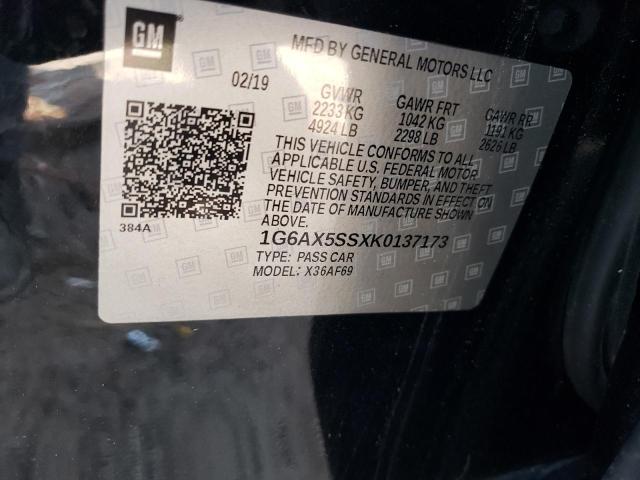 GM
MFD BY GENERAL MOTORS LLC
02/19
GVWR
2233 KG
4924 LB
GAWR FRT
1042 KG
2298 LB
GAWR RR
1191 KG
2626 LB
THIS VEHICLE CONFORMS TO ALL
APPLICABLE U.S. FEDERAL MOTOR
VEHICLE SAFETY, BUMPER, AND THEFT
PREVENTION STANDARDS IN EFFECT ON
THE DATE OF MANUFACTURE SHOWN
ABOVE.
384A
1G6AX5SSXK0137173
TYPE: PASS CAR
MODEL: X36AF69